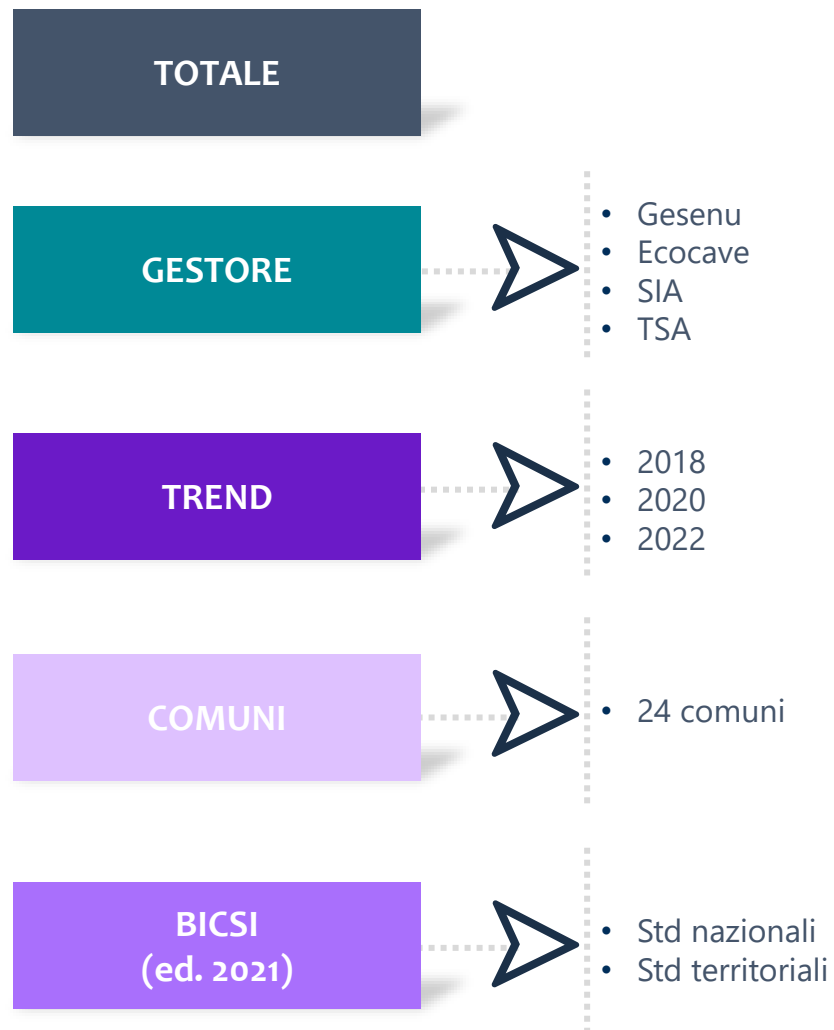 TOTALE
GESTORE
• Gesenu
• Ecocave
• SIA
• TSA
TREND
• 2018
• 2020
• 2022
COMUNI
• 24 comuni
BICSI
(ed. 2021)
• Std nazionali
• Std territoriali